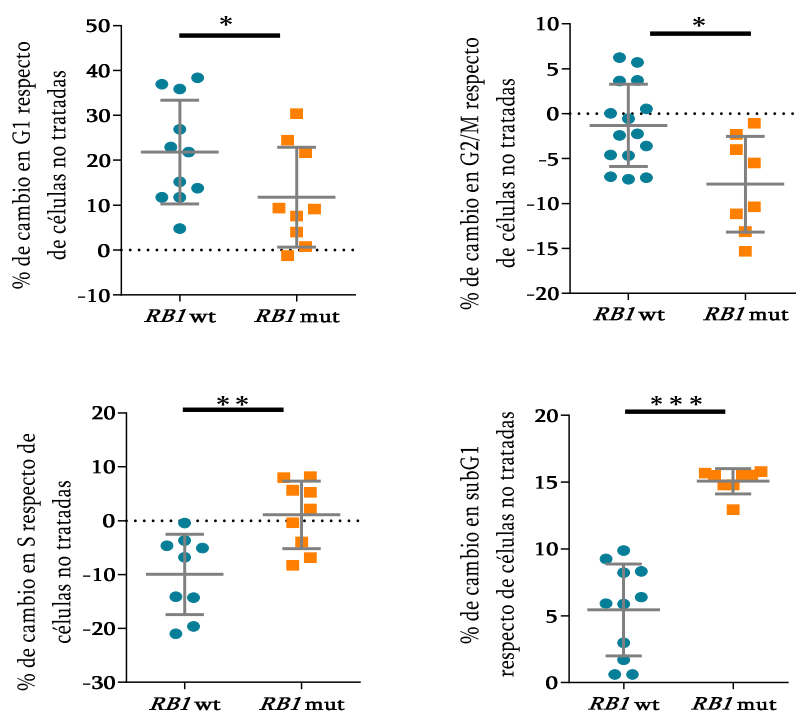 % de cambio en G1 respecto
de células no tratadas
*
50
40
30
20
10
0
-10
RB1 wt
RB1 mut
% de cambio en G2/M respecto
de células no tratadas
*
10
5
0
-5
-10
-15
-20
RB1 wt
RB1 mut
% de cambio en S respecto de
células no tratadas
**
20
10
0
-10
-20
-30
RB1 wt
RB1 mut
% de cambio en subG1
respecto de células no tratadas
***
20
15
10
5
0
RB1 wt
RB1 mut